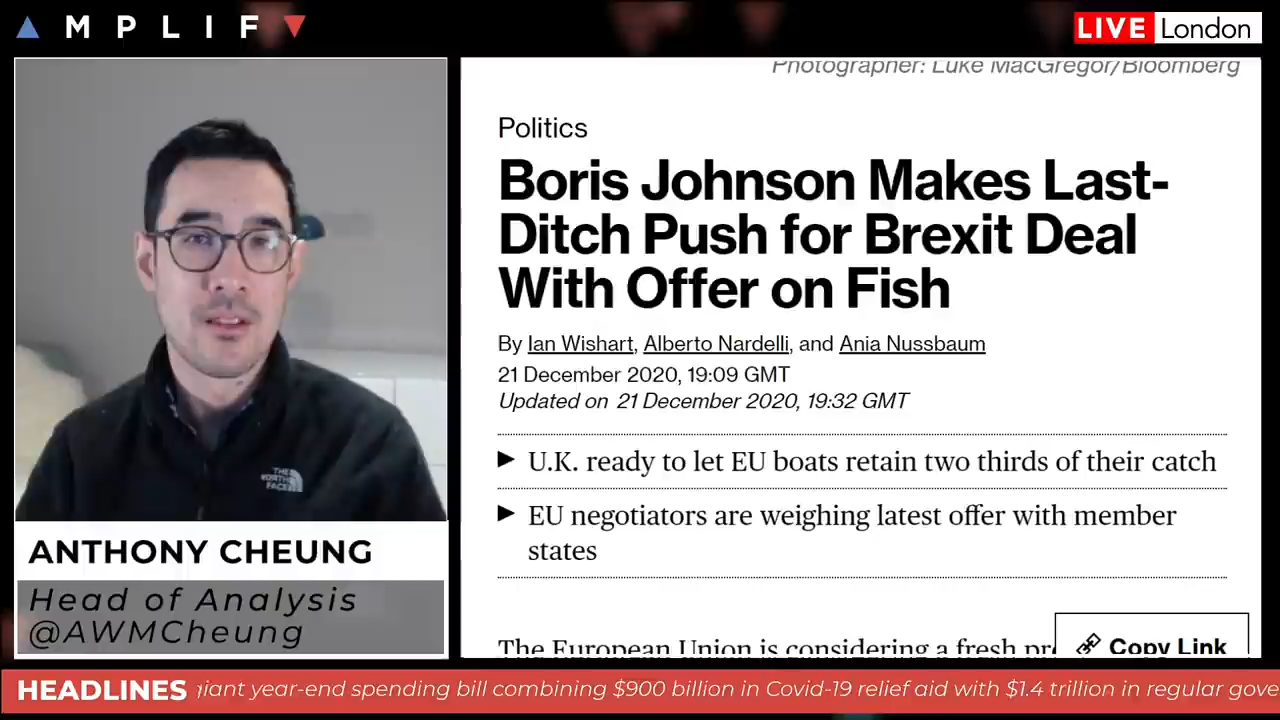 AMPLIFY
LIVE London
Photographer: Luke MacGregor/Bloomberg
Politics
Boris Johnson Makes Last-
Ditch Push for Brexit Deal
With Offer on Fish
By Ian Wishart, Alberto Nardelli, and Ania Nussbaum
21 December 2020, 19:09 GMT
Updated on 21 December 2020, 19:32 GMT
U.K. ready to let EU boats retain two thirds of their catch
EU negotiators are weighing latest offer with member
states
The European Union is considering a fresh
Copy Link
THE NORTH FACE
ANTHONY CHEUNG
Head of Analysis
@AWMCheung
HEADLINES year-end spending bill combining $900 billion in Covid-19 relief aid with $1.4 trillion in regular